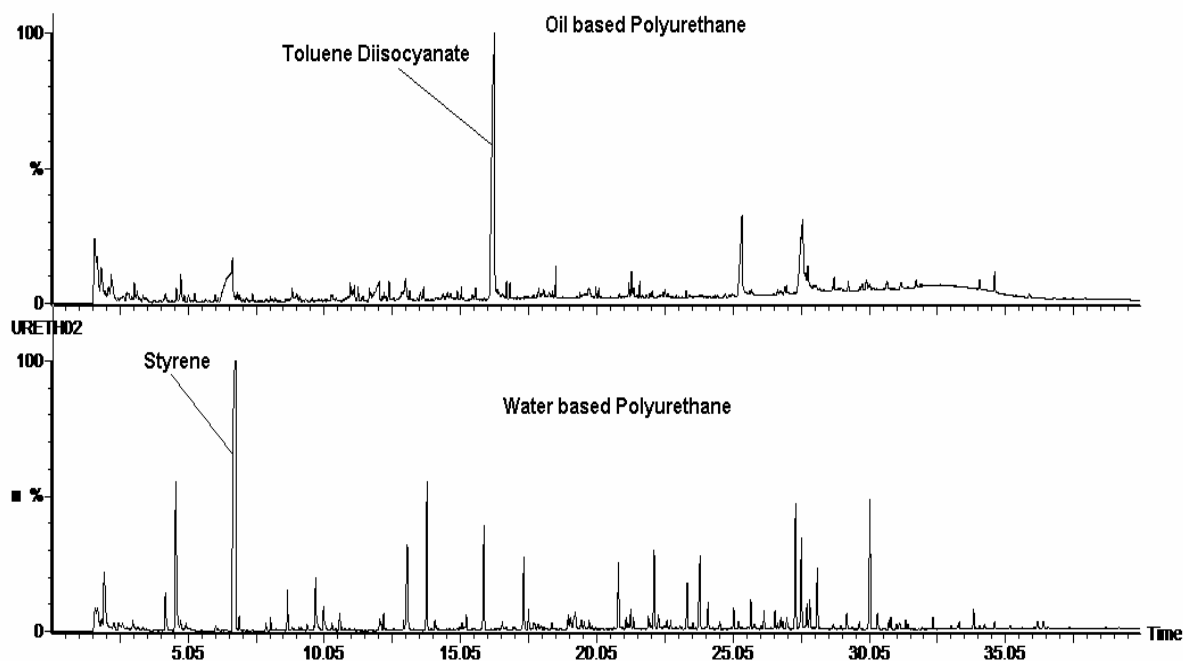 Oil based Polyurethane
100
Toluene Diisocyanate
%
0
URETH02
100
Styrene
Water based Polyurethane
%
0
Time
5.05 10.05 15.05 20.05 25.05 30.05 35.05